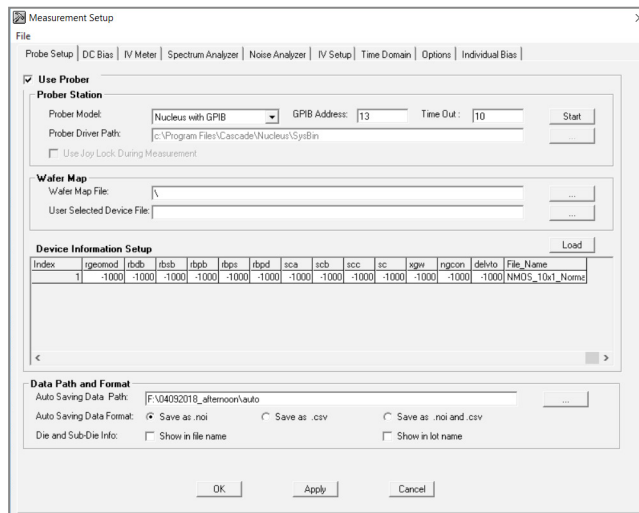 Measurement Setup
File
Probe Setup DC Bias IV Meter Spectrum Analyzer Noise Analyzer IV Setup Time Domain Options Individual Bias
Use Prober
Prober Station
Prober Model: Nucleus with GPIB GPIB Address: 13 Time Out : 10 Start
Prober Driver Path: c:\Program Files\Cascade\Nucleus\SysBin ...
Use Joy Lock During Measurement
Wafer Map
Wafer Map File: \ ...
User Selected Device File: ...
Device Information Setup Load
Index rgeomod rbdb rbsb rbpb rbps rbpd sca scb scc sc xgw ngcon delvto File_Name
1 -1000 -1000 -1000 -1000 -1000 -1000 -1000 -1000 -1000 -1000 -1000 -1000 -1000 NMOS_10x1_Norma
Data Path and Format
Auto Saving Data Path: F:\04092018_afternoon\auto ...
Auto Saving Data Format: Save as .noi Save as .csv Save as .noi and .csv
Die and Sub-Die Info: Show in file name Show in lot name
OK Apply Cancel